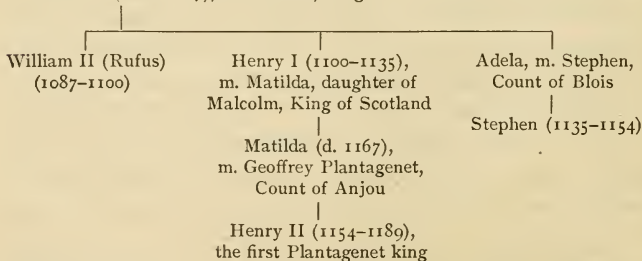 William II (Rufus)
(1087–1100)
Henry I (1100–1135),
m. Matilda, daughter of
Malcolm, King of Scotland
Adela, m. Stephen,
Count of Blois
Stephen (1135–1154)
Matilda (d. 1167),
m. Geoffrey Plantagenet,
Count of Anjou
Henry II (1154–1189),
the first Plantagenet king